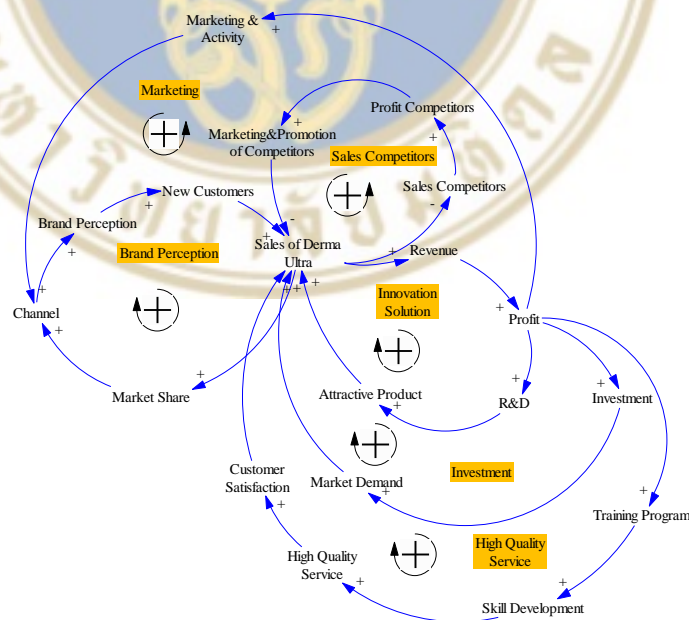 Marketing &
Activity
+
Marketing
Profit Competitors
+
Marketing&Promotion
of Competitors
+
Sales Competitors
Sales Competitors
-
New Customers
+
Brand Perception
+
-
+
Sales of Derma
Ultra
+
Revenue
Brand Perception
+
Channel
+
++
+
Innovation
Solution
+
Profit
+
Market Share
+
Attractive Product
+
+
R&D
+
Investment
Customer
Satisfaction
+
Market Demand
+
Investment
+
Training Program
High Quality
Service
High Quality
Service
+
+
Skill Development